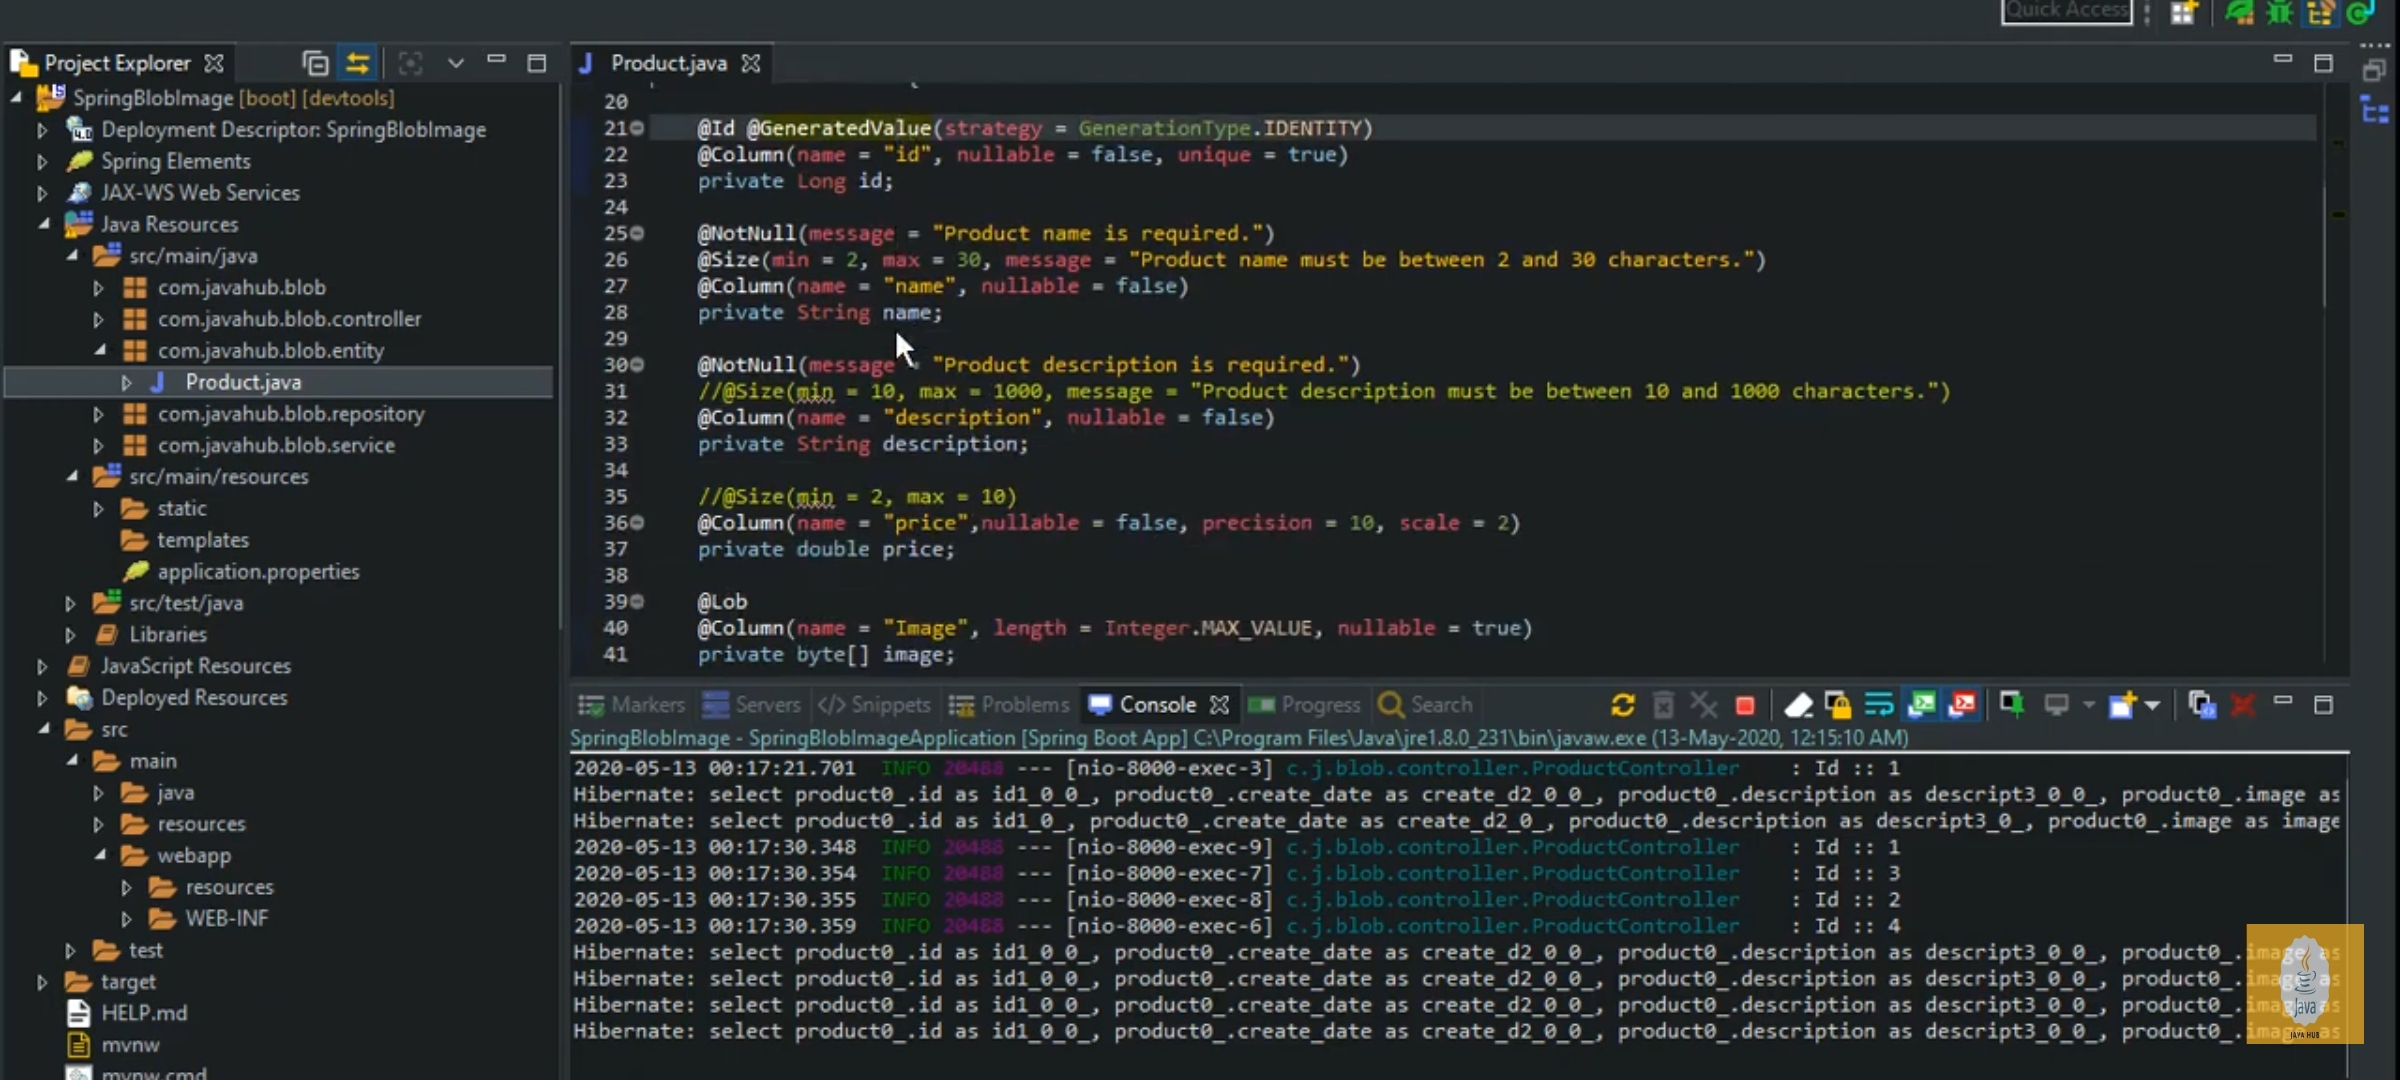 Quick Access
Project Explorer
SpringBlobImage [boot] [devtools]
Deployment Descriptor: SpringBlobImage
Spring Elements
JAX-WS Web Services
Java Resources
src/main/java
com.javahub.blob
com.javahub.blob.controller
com.javahub.blob.entity
Product.java
com.javahub.blob.repository
com.javahub.blob.service
src/main/resources
static
templates
application.properties
src/test/java
Libraries
JavaScript Resources
Deployed Resources
src
main
java
resources
webapp
resources
WEB-INF
test
target
HELP.md
mvnw
mvnw.cmd
Product.java
20
21 @Id @GeneratedValue(strategy = GenerationType.IDENTITY)
22 @Column(name = "id", nullable = false, unique = true)
23 private Long id;
24
25 @NotNull(message = "Product name is required.")
26 @Size(min = 2, max = 30, message = "Product name must be between 2 and 30 characters.")
27 @Column(name = "name", nullable = false)
28 private String name;
29
30 @NotNull(message = "Product description is required.")
31 //@Size(min = 10, max = 1000, message = "Product description must be between 10 and 1000 characters.")
32 @Column(name = "description", nullable = false)
33 private String description;
34
35 //@Size(min = 2, max = 10)
36 @Column(name = "price",nullable = false, precision = 10, scale = 2)
37 private double price;
38
39 @Lob
40 @Column(name = "Image", length = Integer.MAX_VALUE, nullable = true)
41 private byte[] image;
Markers Servers Snippets Problems Console Progress Search
SpringBlobImage - SpringBlobImageApplication [Spring Boot App] C:\Program Files\Java\jre1.8.0_231\bin\javaw.exe (13-May-2020, 12:15:10 AM)
2020-05-13 00:17:21.701 INFO 20488 --- [nio-8000-exec-3] c.j.blob.controller.ProductController : Id :: 1
Hibernate: select product0_.id as id1_0_0_, product0_.create_date as create_d2_0_0_, product0_.description as descript3_0_0_, product0_.image as
Hibernate: select product0_.id as id1_0_, product0_.create_date as create_d2_0_, product0_.description as descript3_0_, product0_.image as image
2020-05-13 00:17:30.348 INFO 20488 --- [nio-8000-exec-9] c.j.blob.controller.ProductController : Id :: 1
2020-05-13 00:17:30.354 INFO 20488 --- [nio-8000-exec-7] c.j.blob.controller.ProductController : Id :: 3
2020-05-13 00:17:30.355 INFO 20488 --- [nio-8000-exec-8] c.j.blob.controller.ProductController : Id :: 2
2020-05-13 00:17:30.359 INFO 20488 --- [nio-8000-exec-6] c.j.blob.controller.ProductController : Id :: 4
Hibernate: select product0_.id as id1_0_0_, product0_.create_date as create_d2_0_0_, product0_.description as descript3_0_0_, product0_.image as
Hibernate: select product0_.id as id1_0_0_, product0_.create_date as create_d2_0_0_, product0_.description as descript3_0_0_, product0_.image as
Hibernate: select product0_.id as id1_0_0_, product0_.create_date as create_d2_0_0_, product0_.description as descript3_0_0_, product0_.image as
Hibernate: select product0_.id as id1_0_0_, product0_.create_date as create_d2_0_0_, product0_.description as descript3_0_0_, product0_.image as
Java
JAVA HUB